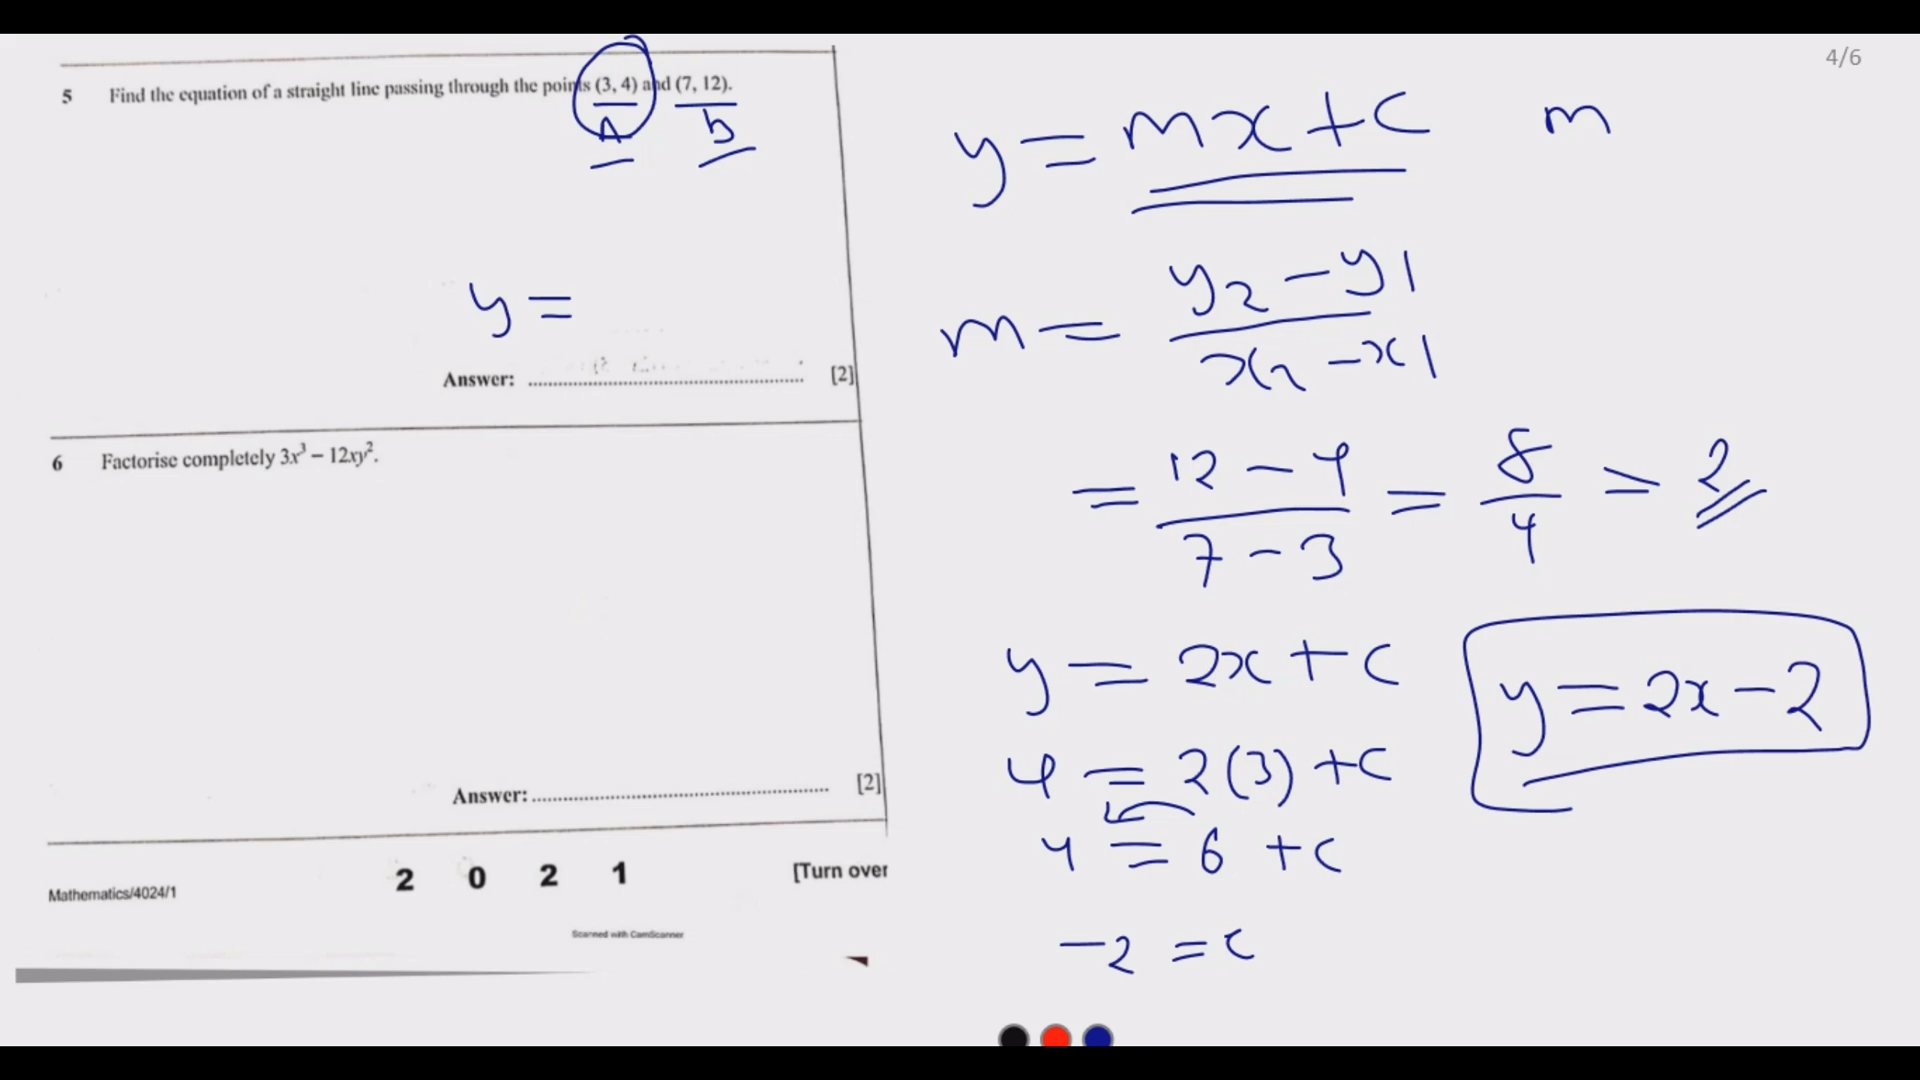 4/6
5 Find the equation of a straight line passing through the points (3, 4) and (7, 12).
A b
y =
Answer: ........................................ [2]
6 Factorise completely 3x³ – 12xy².
Answer: ........................................ [2]
Mathematics/4024/1 2 0 2 1 [Turn over
Scanned with CamScanner
y = mx + c m
m = y2 - y1 / x2 - x1
= 12 - 4 / 7 - 3 = 8 / 4 = 2
y = 2x + c
4 = 2(3) + c
4 = 6 + c
-2 = c
y = 2x - 2